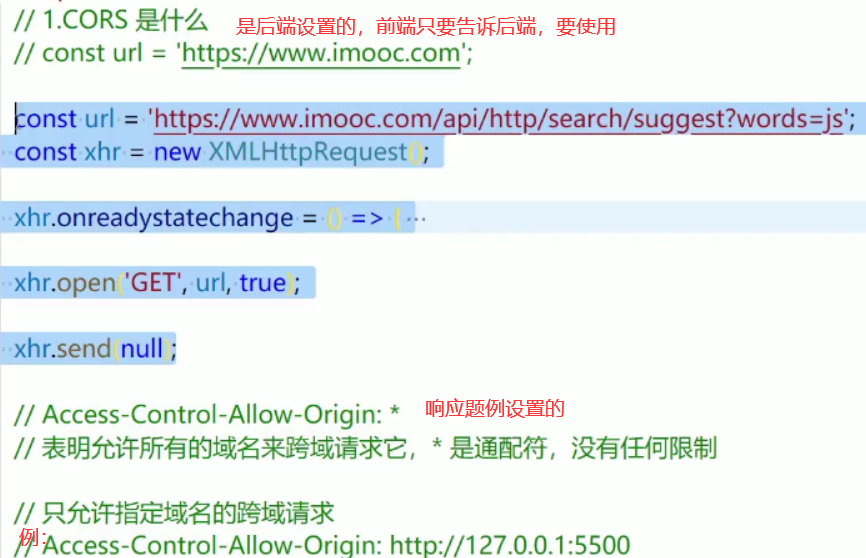 // 1.CORS 是什么 是后端设置的，前端只要告诉后端，要使用
// const url = 'https://www.imooc.com';
const url = 'https://www.imooc.com/api/http/search/suggest?words=js';
const xhr = new XMLHttpRequest();
xhr.onreadystatechange = () => { ...
xhr.open('GET', url, true);
xhr.send(null);
// Access-Control-Allow-Origin: * 响应题例设置的
// 表明允许所有的域名来跨域请求它，* 是通配符，没有任何限制
// 只允许指定域名的跨域请求
例：
// Access-Control-Allow-Origin: http://127.0.0.1:5500